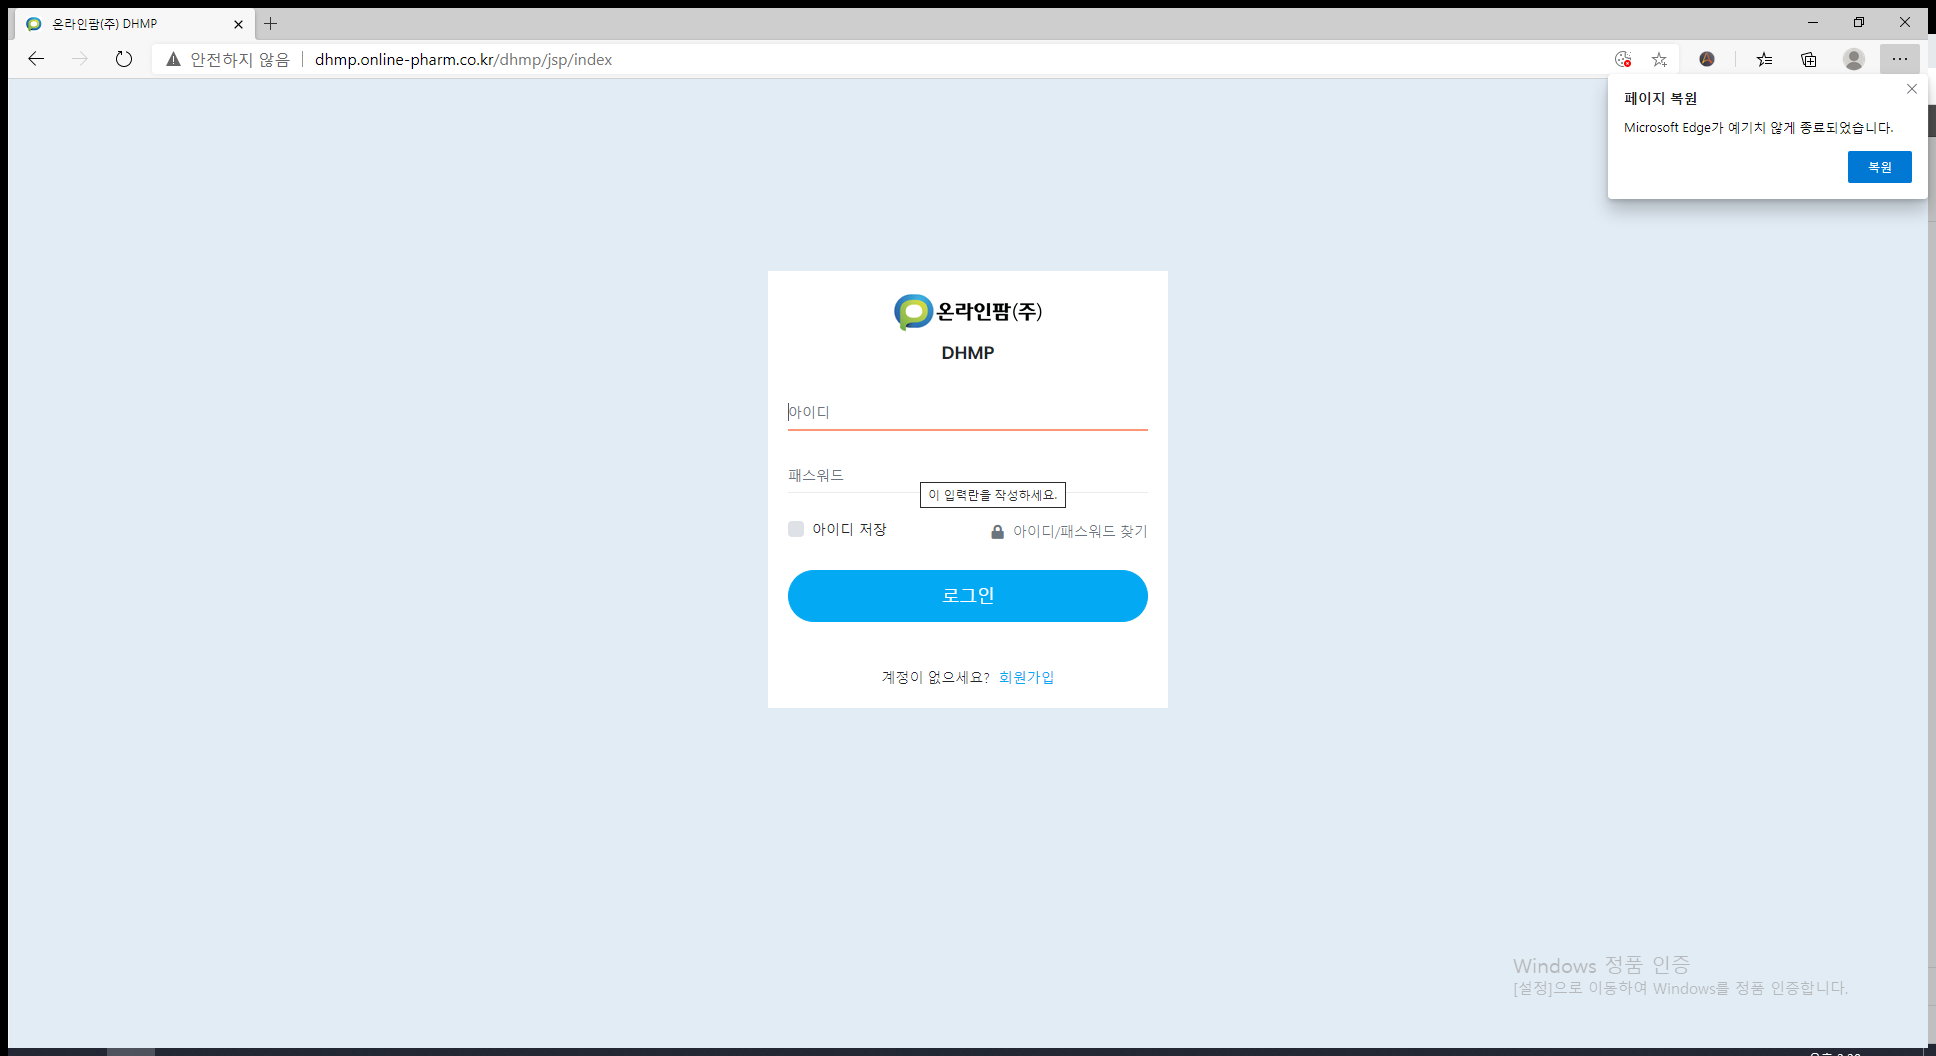 온라인팜(주) DHMP
안전하지 않음 dhmp.online-pharm.co.kr/dhmp/jsp/index
페이지 복원
Microsoft Edge가 예기치 않게 종료되었습니다.
복원
온라인팜(주)
DHMP
아이디
패스워드
이 입력란을 작성하세요.
아이디 저장
아이디/패스워드 찾기
로그인
계정이 없으세요? 회원가입
Windows 정품 인증
[설정]으로 이동하여 Windows를 정품 인증합니다.